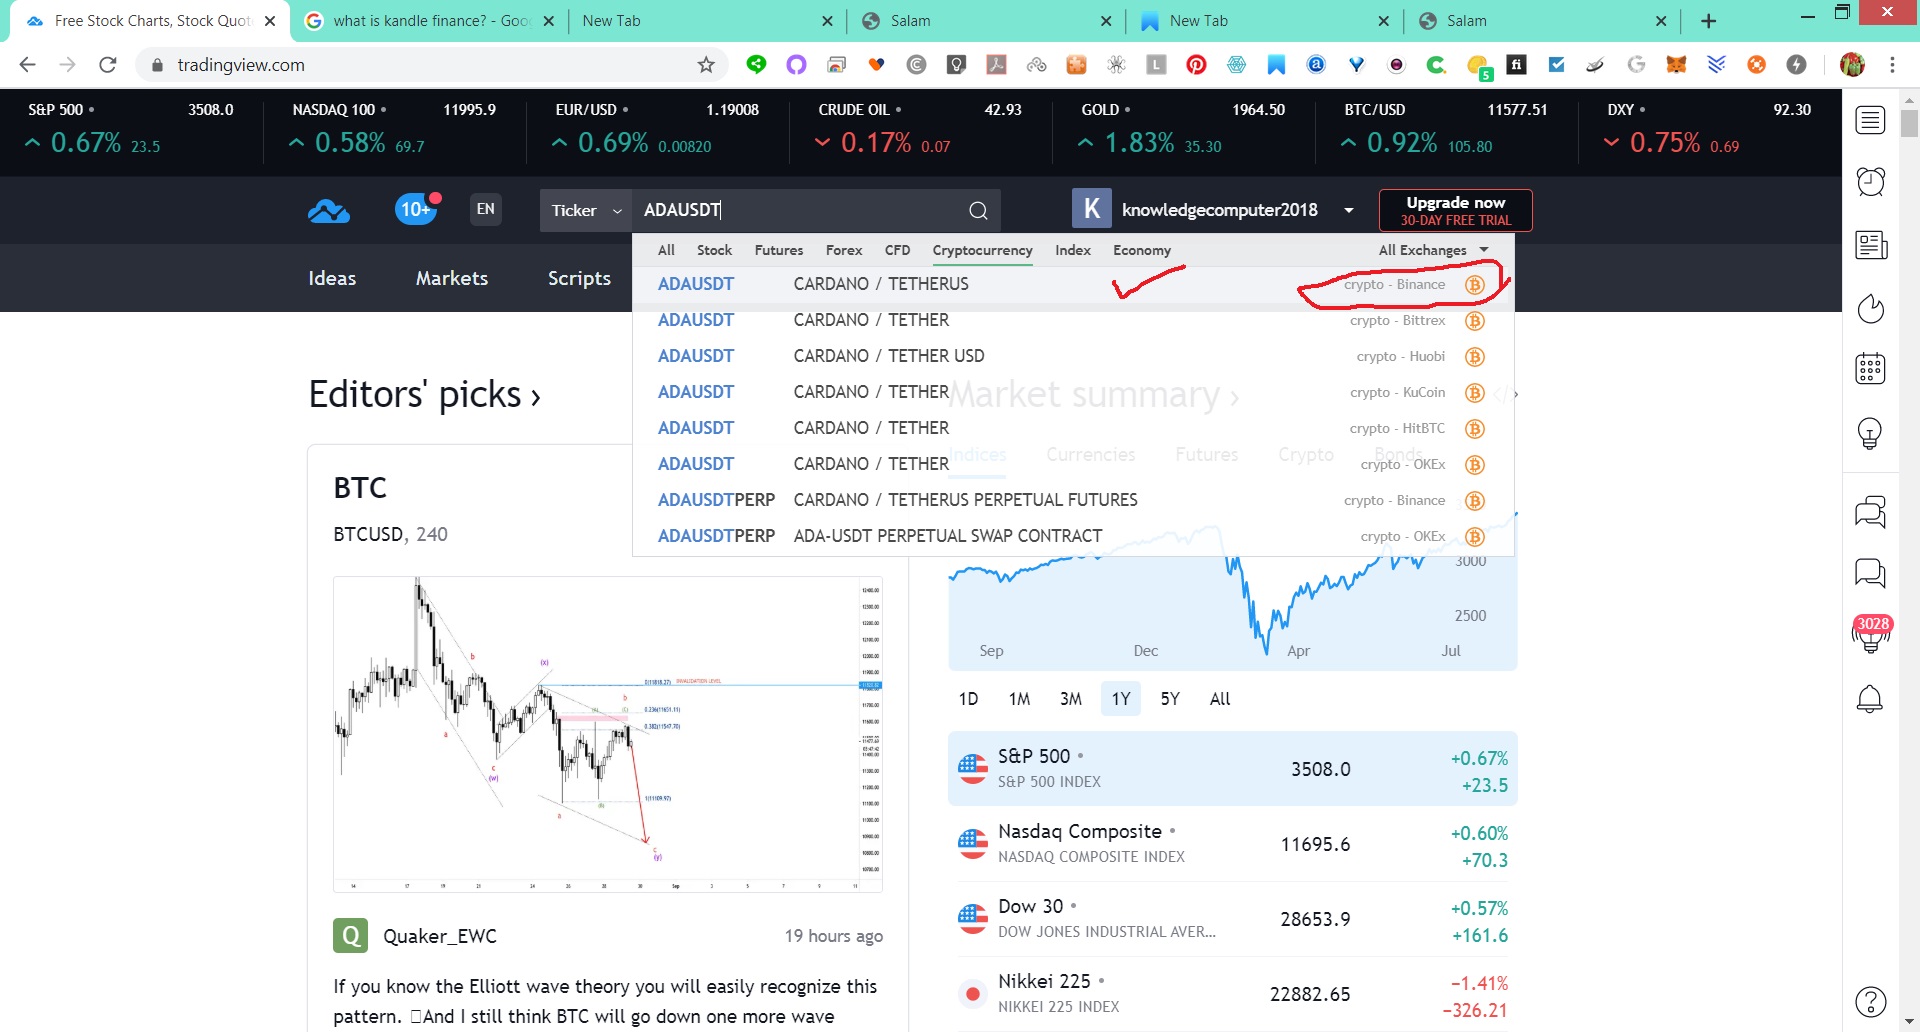 Free Stock Charts, Stock Quot
what is kandle finance? - Goo
New Tab
Salam
New Tab
Salam
tradingview.com
5
S&P 500 3508.0
0.67% 23.5
NASDAQ 100 11995.9
0.58% 69.7
EUR/USD 1.19008
0.69% 0.00820
CRUDE OIL 42.93
0.17% 0.07
GOLD 1964.50
1.83% 35.30
BTC/USD 11577.51
0.92% 105.80
DXY 92.30
0.75% 0.69
10+
EN
Ticker
ADAUSDT
K
knowledgecomputer2018
Upgrade now
30-DAY FREE TRIAL
All Stock Futures Forex CFD Cryptocurrency Index Economy All Exchanges
Ideas Markets Scripts
ADAUSDT CARDANO / TETHERUS crypto - Binance
ADAUSDT CARDANO / TETHER crypto - Bittrex
ADAUSDT CARDANO / TETHER USD crypto - Huobi
ADAUSDT CARDANO / TETHER crypto - KuCoin
ADAUSDT CARDANO / TETHER crypto - HitBTC
ADAUSDT CARDANO / TETHER crypto - OKEx
ADAUSDTPERP CARDANO / TETHERUS PERPETUAL FUTURES crypto - Binance
ADAUSDTPERP ADA-USDT PERPETUAL SWAP CONTRACT crypto - OKEx
Editors' picks ›
Market summary ›
Indices Currencies Futures Crypto Bonds
BTC
BTCUSD, 240
3000
2500
Sep Dec Apr Jul
1D 1M 3M 1Y 5Y All
S&P 500 3508.0 +0.67%
S&P 500 INDEX +23.5
Nasdaq Composite 11695.6 +0.60%
NASDAQ COMPOSITE INDEX +70.3
Dow 30 28653.9 +0.57%
DOW JONES INDUSTRIAL AVER... +161.6
Nikkei 225 22882.65 −1.41%
NIKKEI 225 INDEX −326.21
Q
Quaker_EWC 19 hours ago
If you know the Elliott wave theory you will easily recognize this
pattern. And I still think BTC will go down one more wave
3028